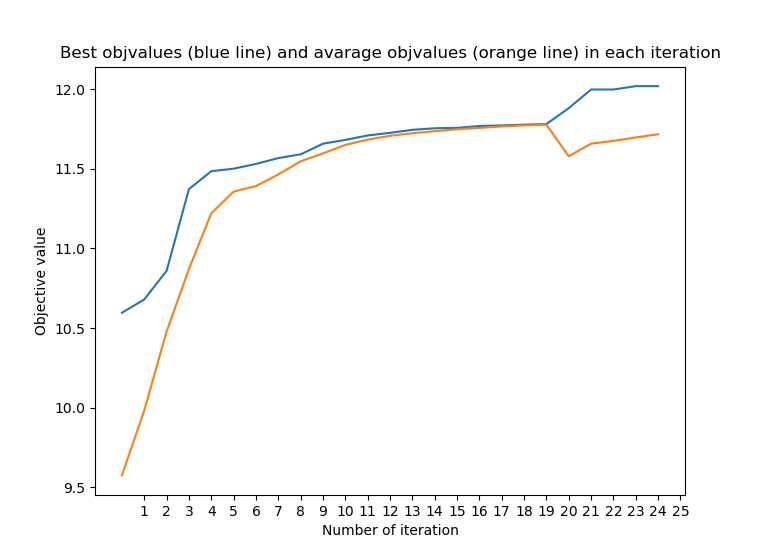 Best objvalues (blue line) and avarage objvalues (orange line) in each iteration
12.0
11.5
11.0
10.5
10.0
9.5
Objective value
1 2 3 4 5 6 7 8 9 10 11 12 13 14 15 16 17 18 19 20 21 22 23 24 25
Number of iteration